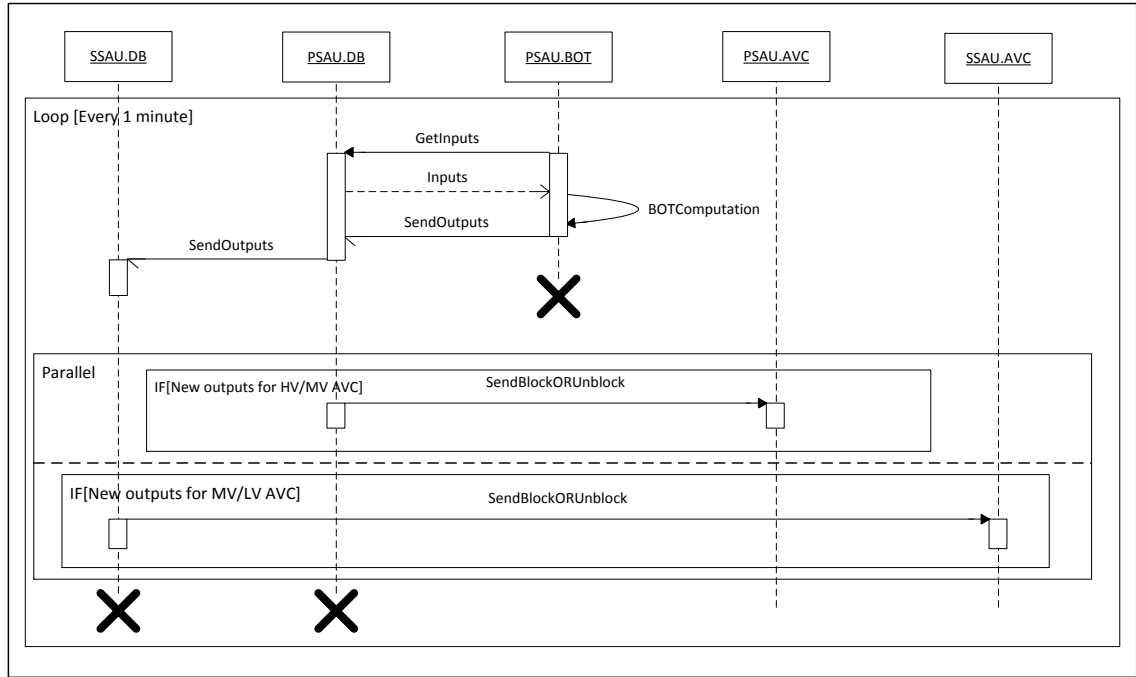 SSAU.DB
PSAU.DB
PSAU.BOT
PSAU.AVC
SSAU.AVC
Loop [Every 1 minute]
GetInputs
Inputs
BOTComputation
SendOutputs
SendOutputs
Parallel
IF[New outputs for HV/MV AVC]
SendBlockORUnblock
IF[New outputs for MV/LV AVC]
SendBlockORUnblock